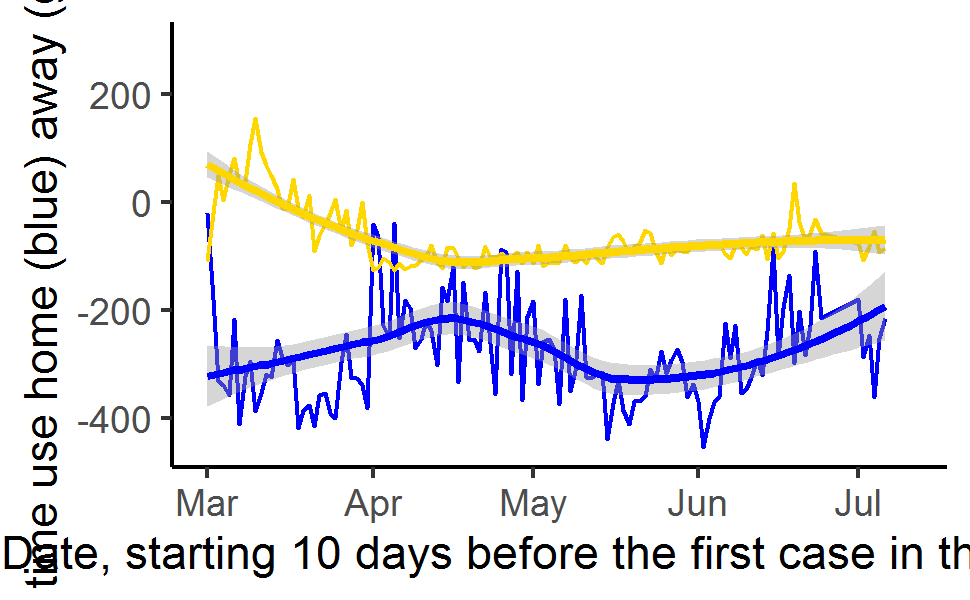 time use home (blue) away (
200
0
-200
-400
Mar Apr May Jun Jul
Date, starting 10 days before the first case in th